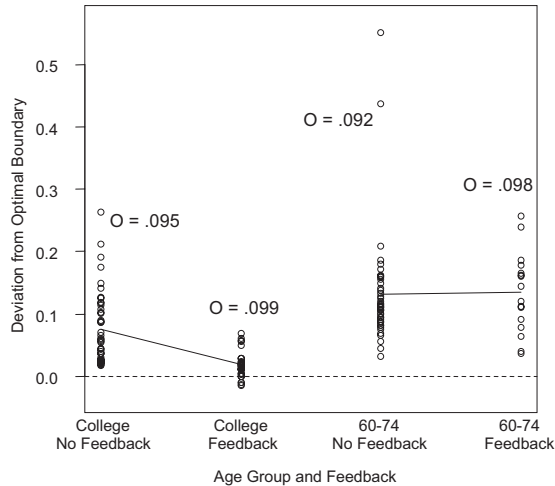 0.5
0.4
0.3
0.2
0.1
0.0
Deviation from Optimal Boundary
O = .095
O = .099
O = .092
O = .098
College
No Feedback
College
Feedback
60-74
No Feedback
60-74
Feedback
Age Group and Feedback